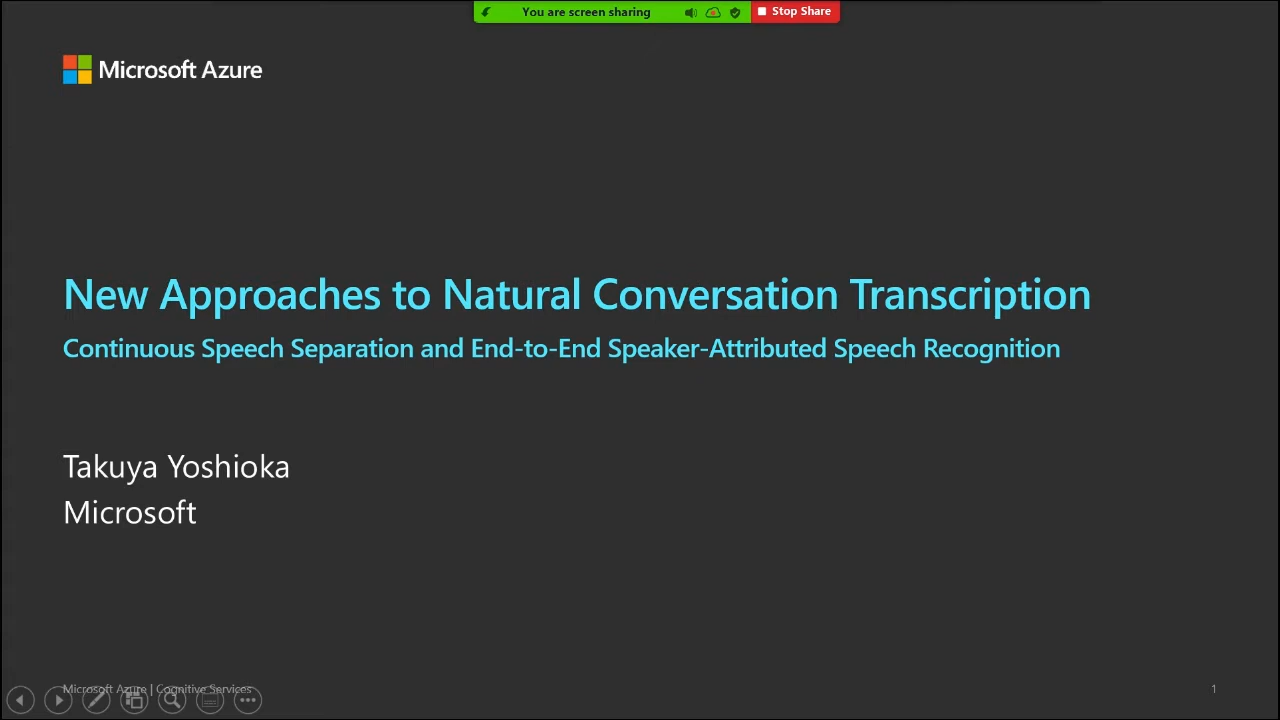 You are screen sharing
Stop Share
Microsoft Azure
New Approaches to Natural Conversation Transcription
Continuous Speech Separation and End-to-End Speaker-Attributed Speech Recognition
Takuya Yoshioka
Microsoft
Microsoft Azure | Cognitive Services
1